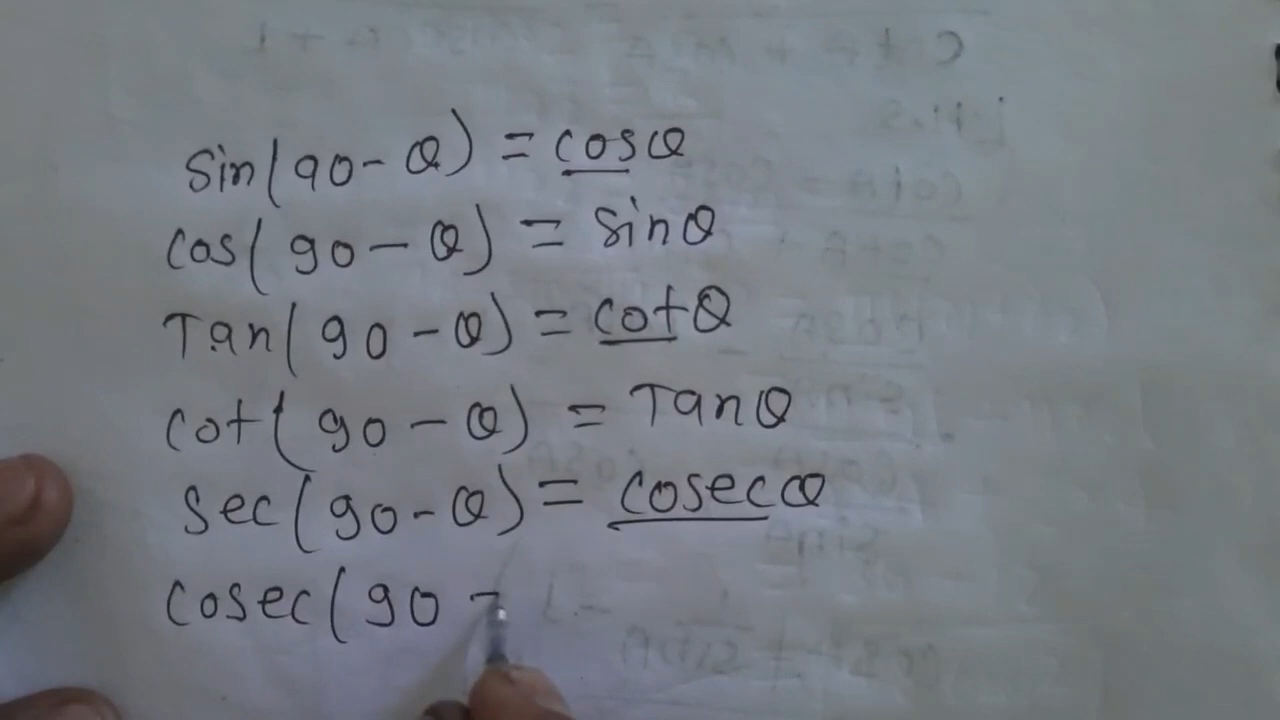 Sin(90-θ) = cosθ
cos(90-θ) = sinθ
Tan(90-θ) = cotθ
cot(90-θ) = Tanθ
sec(90-θ) = cosecθ
cosec(90-